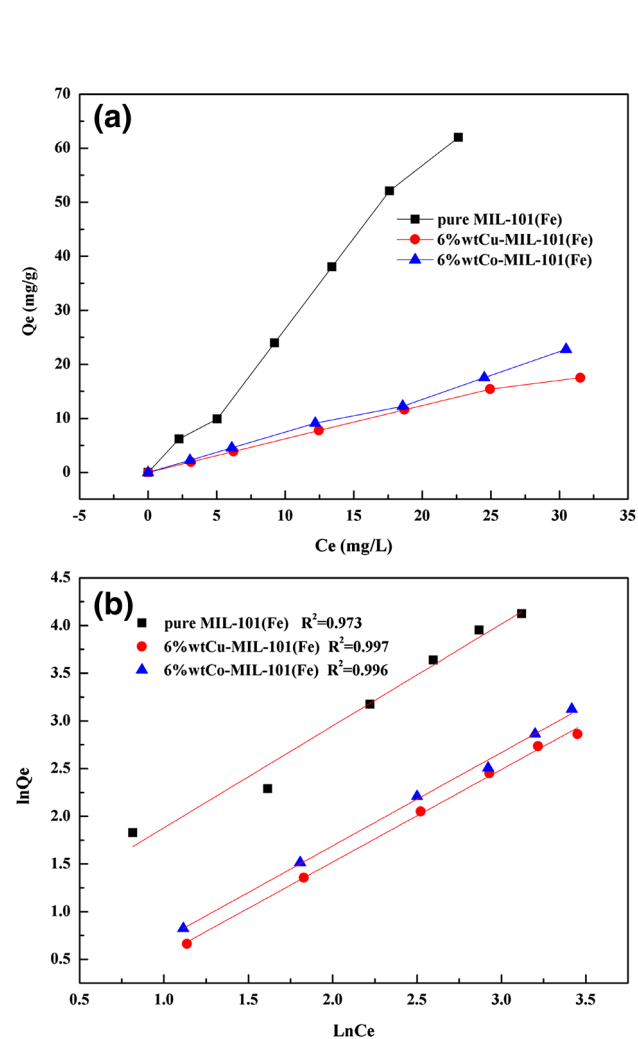 (a)
70
60
50
40
30
20
10
0
Qe (mg/g)
pure MIL-101(Fe)
6%wtCu-MIL-101(Fe)
6%wtCo-MIL-101(Fe)
-5 0 5 10 15 20 25 30 35
Ce (mg/L)
(b)
4.5
4.0
3.5
3.0
2.5
2.0
1.5
1.0
0.5
lnQe
pure MIL-101(Fe) R²=0.973
6%wtCu-MIL-101(Fe) R²=0.997
6%wtCo-MIL-101(Fe) R²=0.996
0.5 1.0 1.5 2.0 2.5 3.0 3.5
LnCe